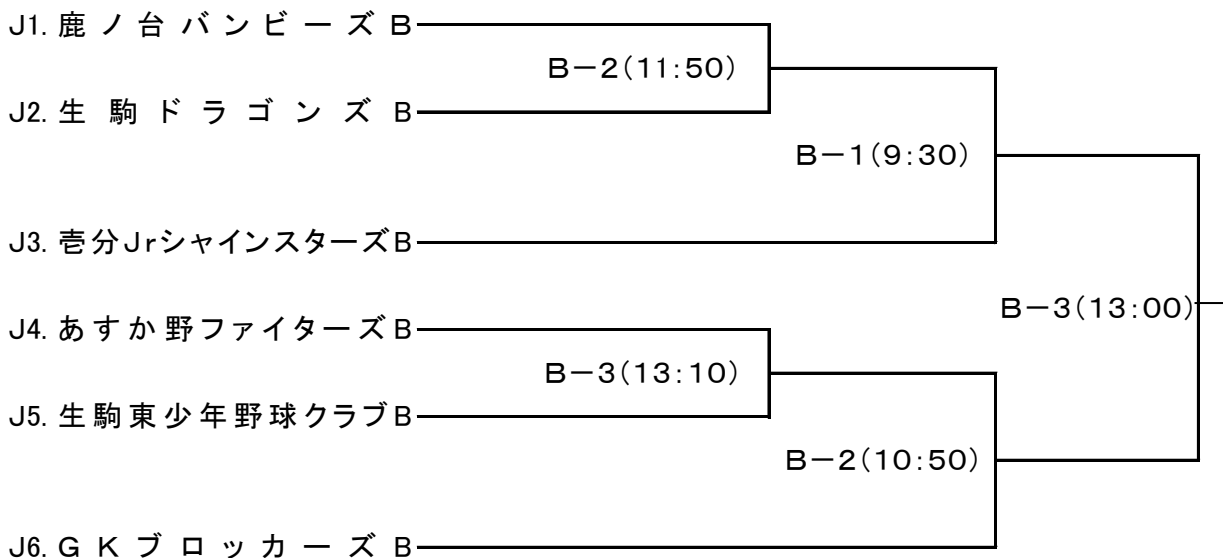 J1. 鹿ノ台バンビーズB
B－2(11:50)
J2. 生駒ドラゴンズB
B－1(9:30)
J3. 壱分JrシャインスターズB
B－3(13:00)
J4. あすか野ファイターズB
B－3(13:10)
J5. 生駒東少年野球クラブB
B－2(10:50)
J6. GKブロッカーズB